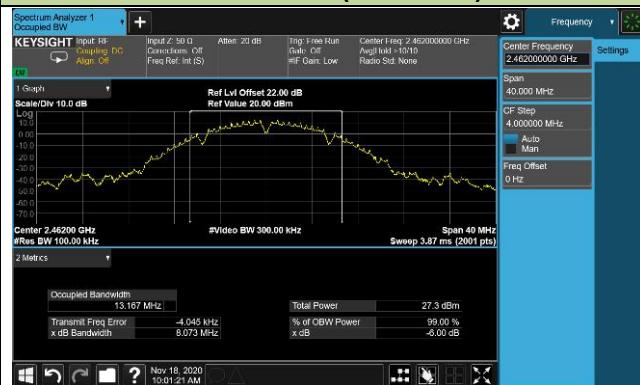 Spectrum Analyzer 1
Occupied BW
Frequency
KEYSIGHT
Input: RF
Coupling: DC
Align: Off
Input Z: 50 Ω
Corrections: Off
Freq Ref: Int (S)
Atten: 20 dB
Trig: Free Run
Gate: Off
#IF Gain: Low
Center Freq: 2.462000000 GHz
Avg|Hold:>10/10
Radio Std: None
Center Frequency
2.462000000 GHz
Settings
Span
40.000 MHz
CF Step
4.000000 MHz
Auto
Man
Freq Offset
0 Hz
1 Graph
Scale/Div 10.0 dB
Ref Lvl Offset 22.00 dB
Ref Value 20.00 dBm
Log
10.0
0.00
-10.0
-20.0
-30.0
-40.0
-50.0
-60.0
-70.0
Center 2.46200 GHz
#Res BW 100.00 kHz
#Video BW 300.00 kHz
Span 40 MHz
Sweep 3.87 ms (2001 pts)
2 Metrics
Occupied Bandwidth
13.167 MHz
Total Power 27.3 dBm
Transmit Freq Error -4.045 kHz
% of OBW Power 99.00 %
x dB Bandwidth 8.073 MHz
x dB -6.00 dB
Nov 18, 2020
10:01:21 AM